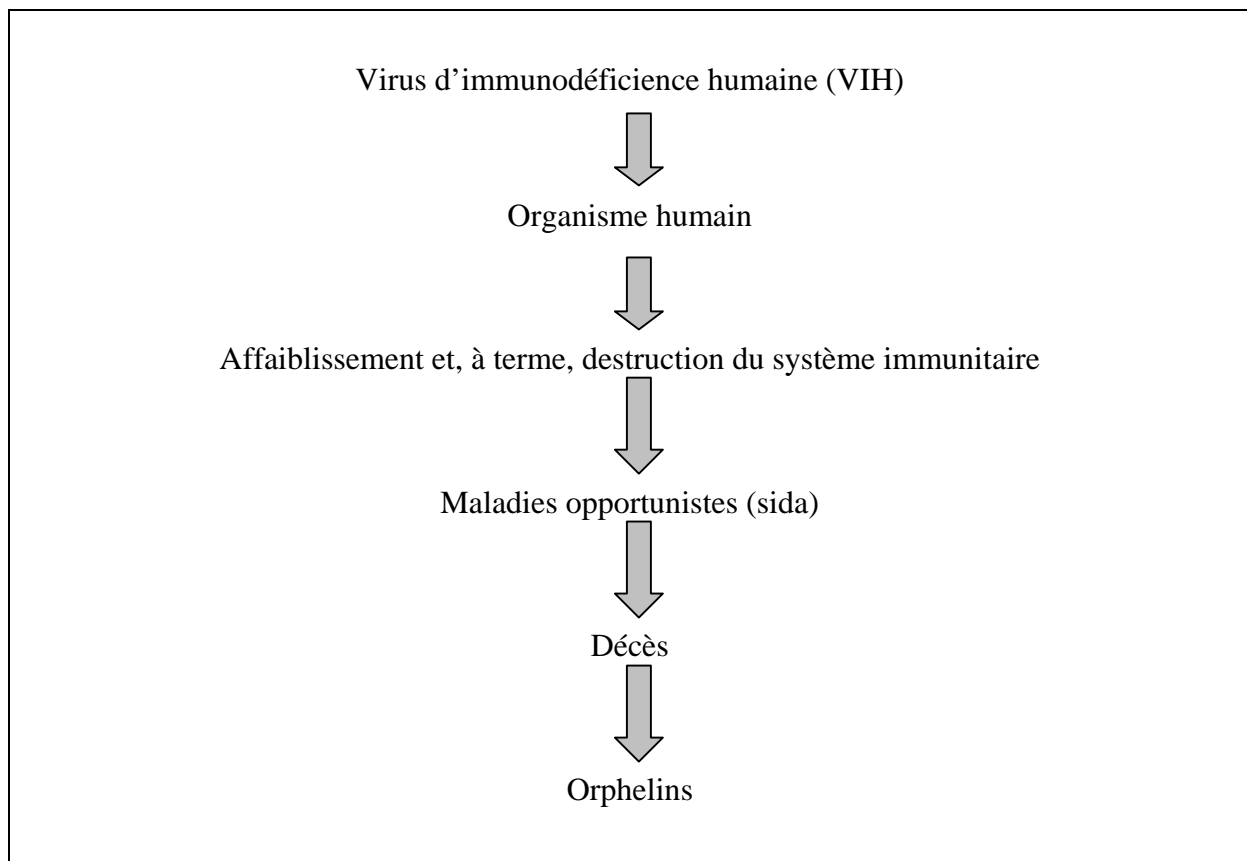 Virus d’immunodéficience humaine (VIH)
Organisme humain
Affaiblissement et, à terme, destruction du système immunitaire
Maladies opportunistes (sida)
Décès
Orphelins